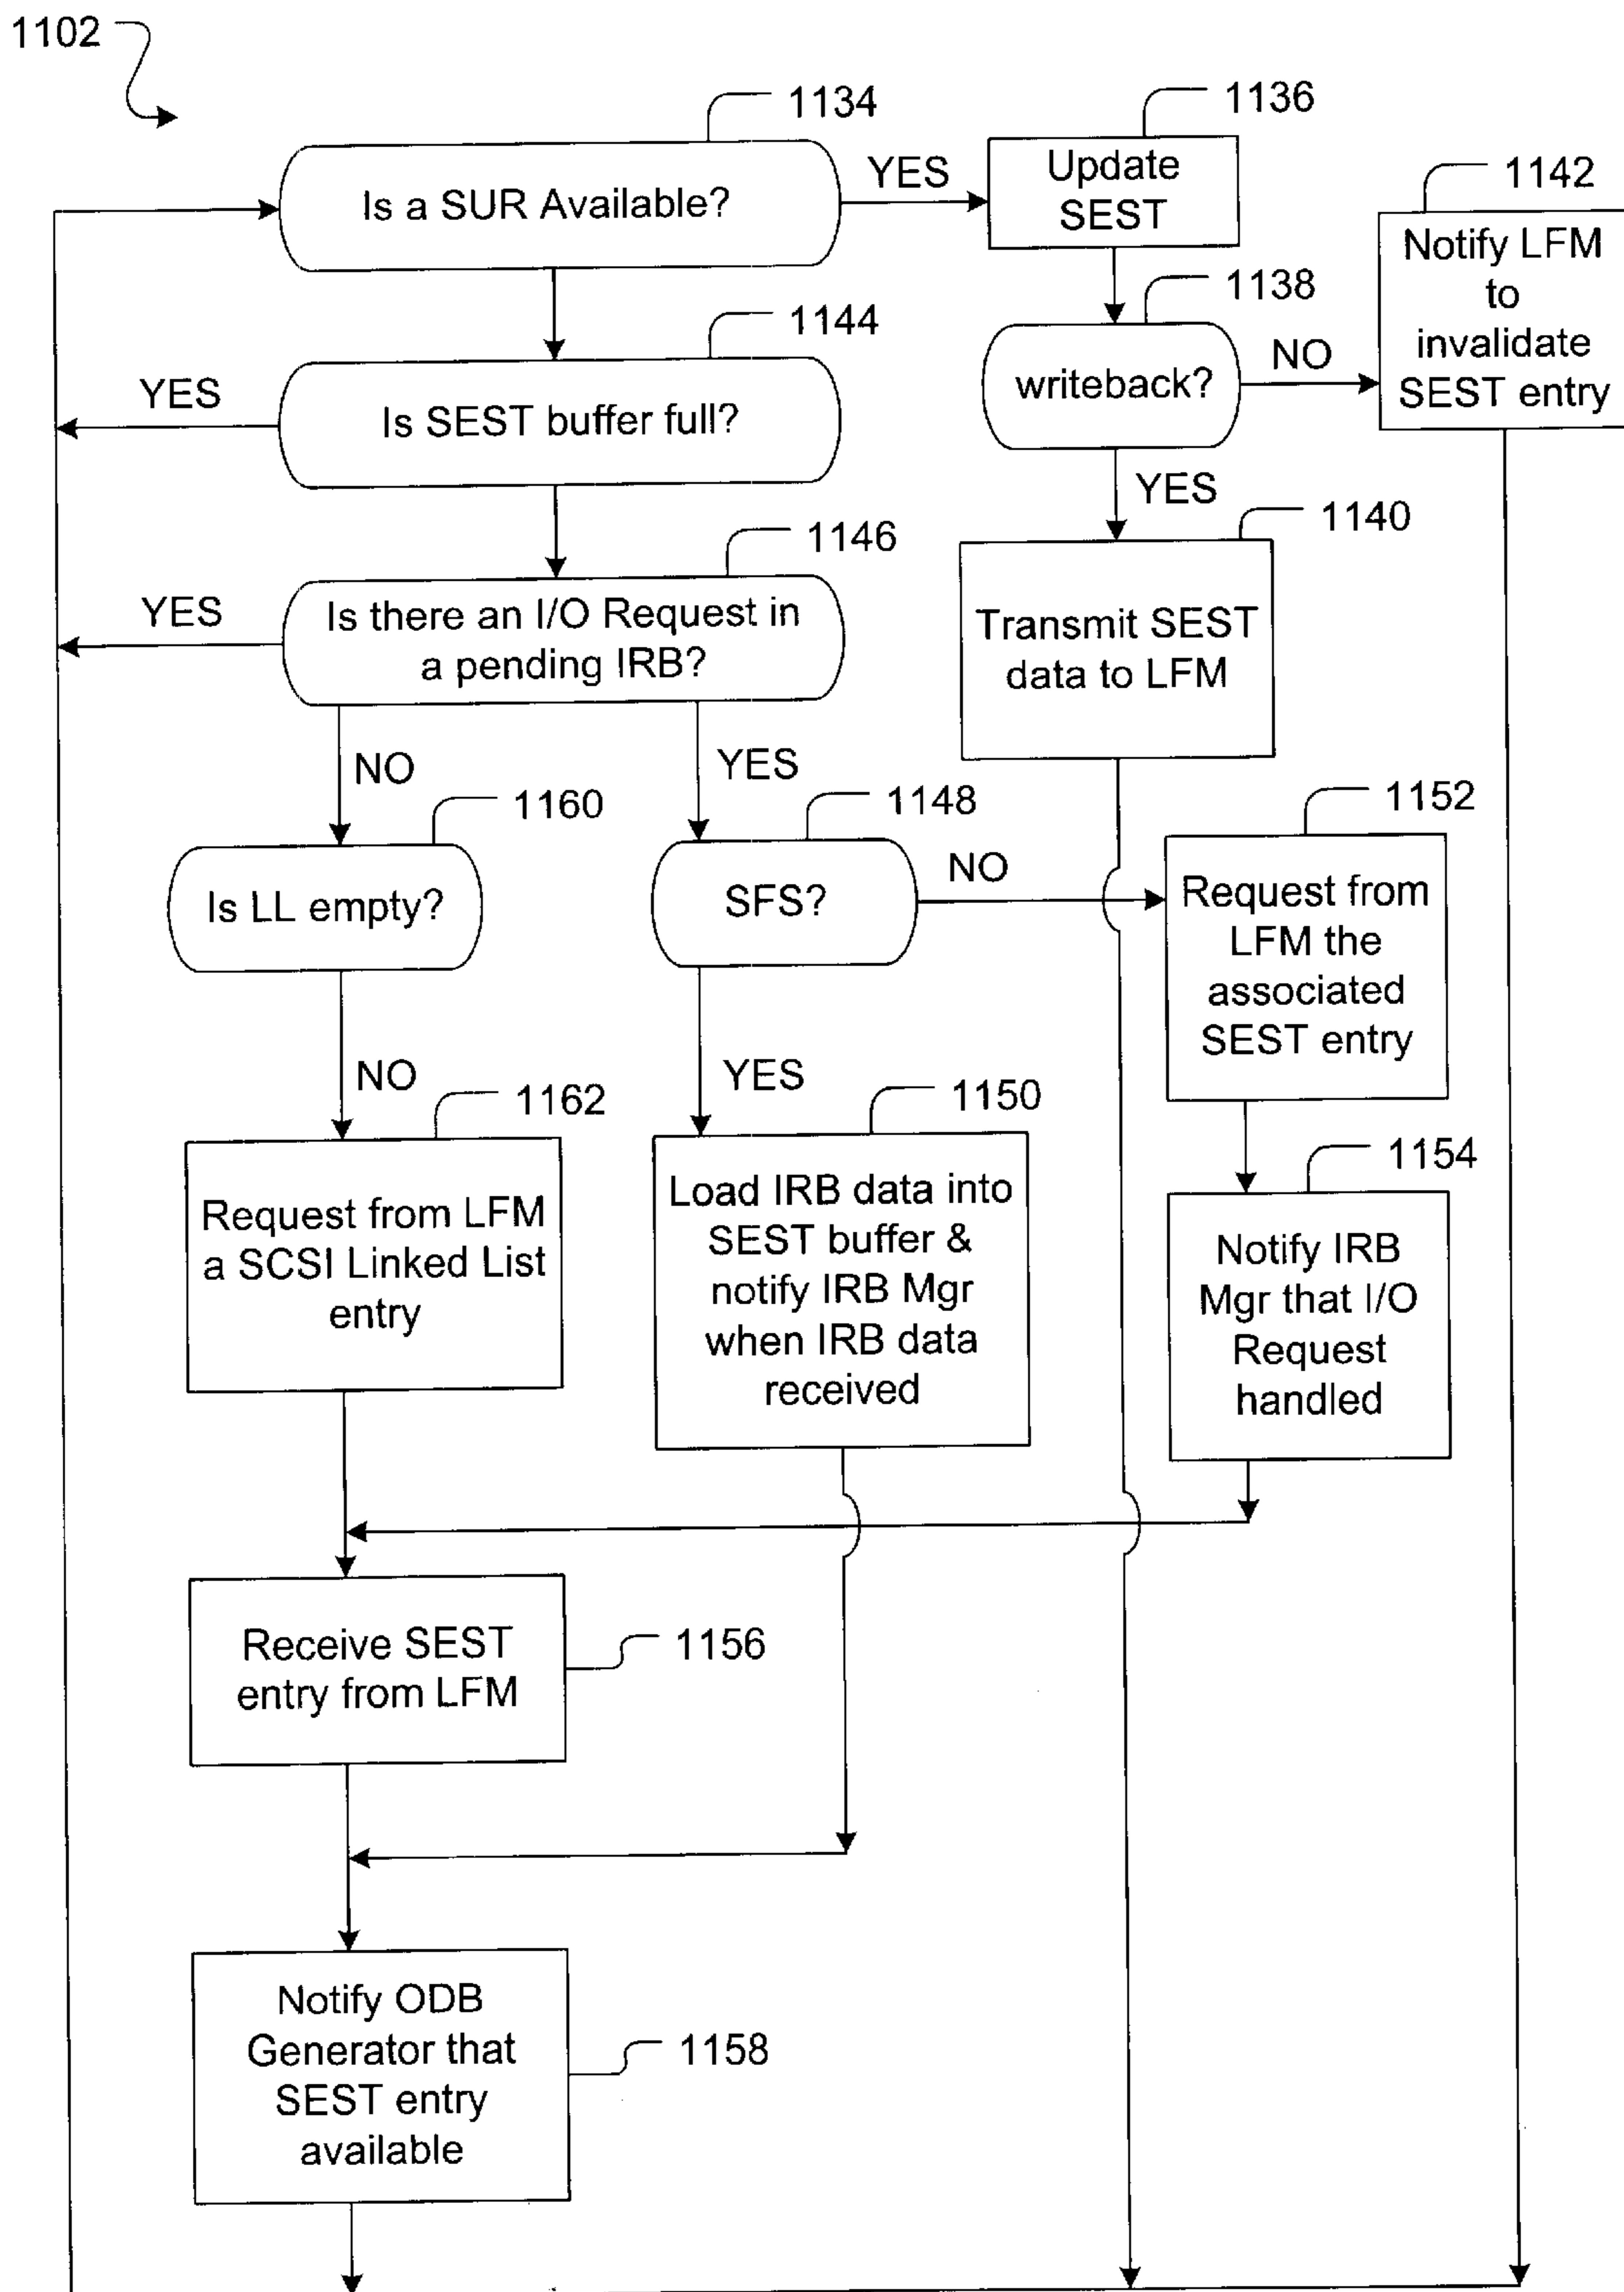 1102
1134
Is a SUR Available?
YES
1136
Update
SEST
1142
Notify LFM
to
invalidate
SEST entry
1138
writeback?
NO
YES
1144
Is SEST buffer full?
YES
1140
Transmit SEST
data to LFM
1146
Is there an I/O Request in
a pending IRB?
YES
NO
YES
1160
Is LL empty?
NO
1148
SFS?
NO
YES
1152
Request from
LFM the
associated
SEST entry
1162
Request from LFM
a SCSI Linked List
entry
1150
Load IRB data into
SEST buffer &
notify IRB Mgr
when IRB data
received
1154
Notify IRB
Mgr that I/O
Request
handled
Receive SEST
entry from LFM
1156
Notify ODB
Generator that
SEST entry
available
1158